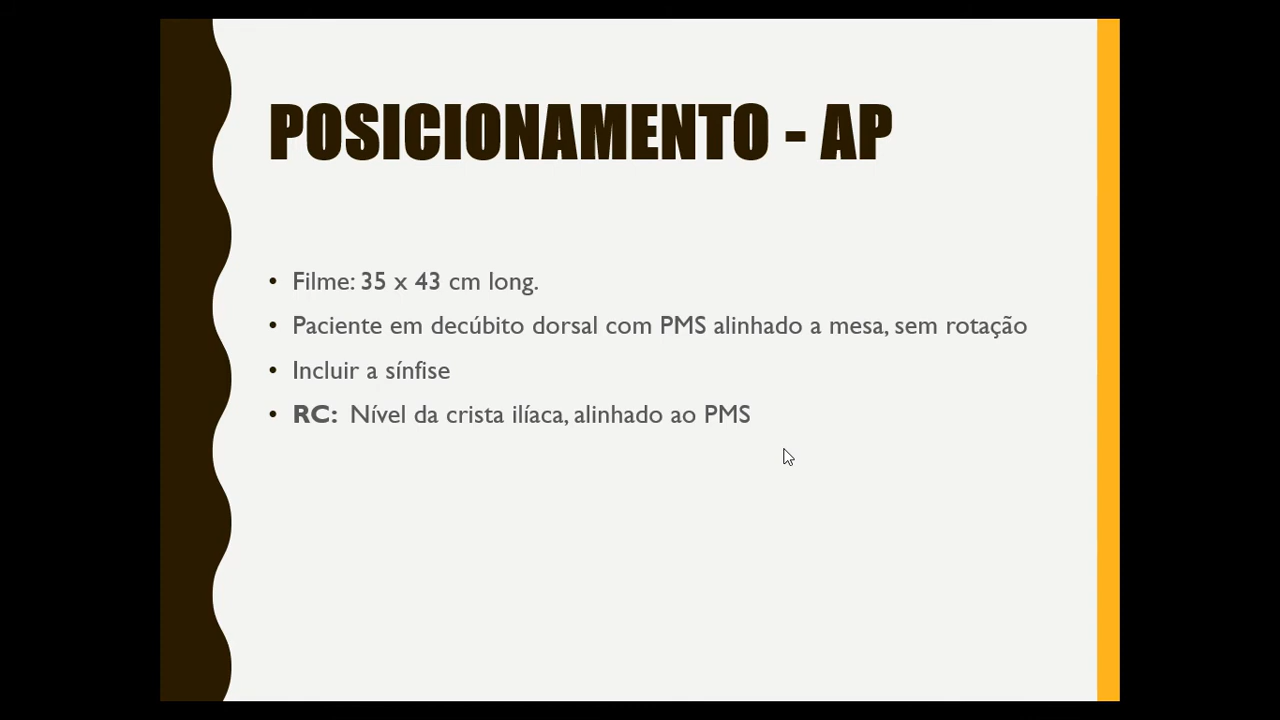 POSICIONAMENTO - AP
• Filme: 35 x 43 cm long.
• Paciente em decúbito dorsal com PMS alinhado a mesa, sem rotação
• Incluir a sínfise
• RC: Nível da crista ilíaca, alinhado ao PMS